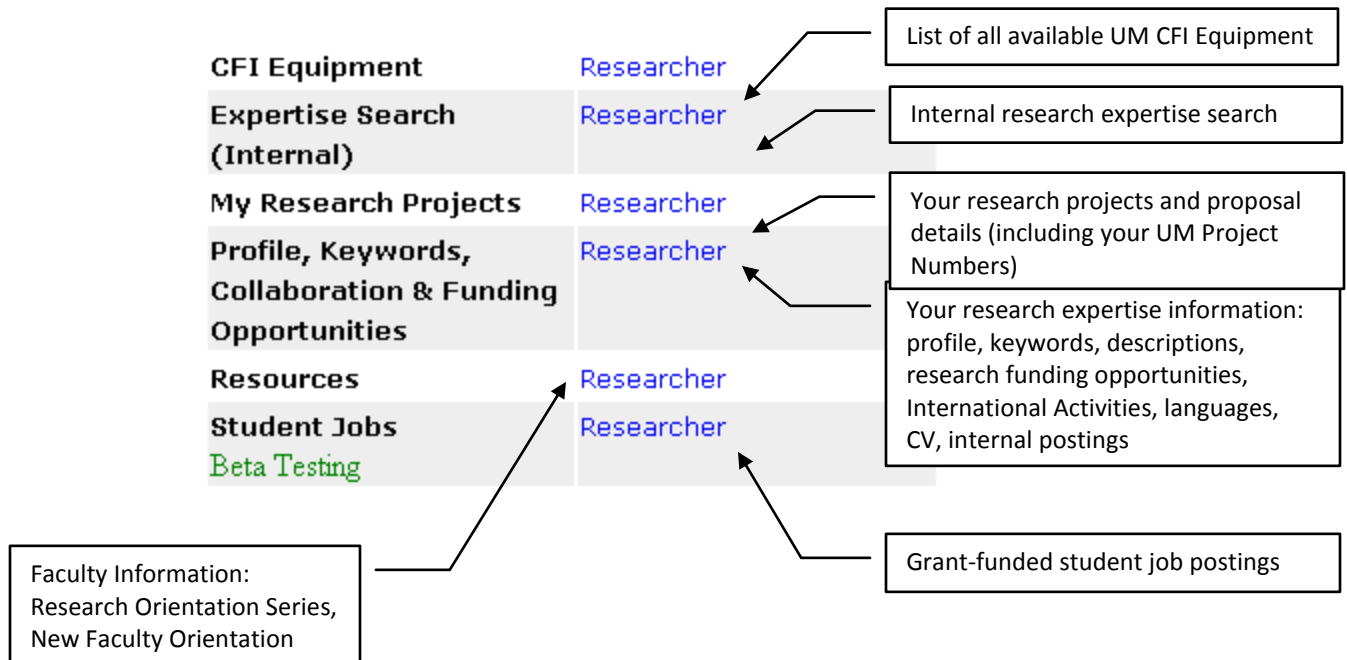 List of all available UM CFI Equipment
CFI Equipment Researcher
Expertise Search Researcher
(Internal)
Internal research expertise search
My Research Projects Researcher
Your research projects and proposal
details (including your UM Project
Numbers)
Profile, Keywords, Researcher
Collaboration & Funding
Opportunities
Your research expertise information:
profile, keywords, descriptions,
research funding opportunities,
International Activities, languages,
CV, internal postings
Resources Researcher
Student Jobs Researcher
Beta Testing
Grant-funded student job postings
Faculty Information:
Research Orientation Series,
New Faculty Orientation